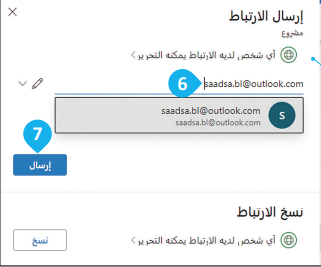 إرسال الارتباط
مشروع
أي شخص لديه الارتباط يمكنه التحرير
6
saadsa.bl@outlook.com
saadsa.bl@outlook.com
saadsa.bl@outlook.com
S
7
إرسال
نسخ الارتباط
أي شخص لديه الارتباط يمكنه التحرير
نسخ